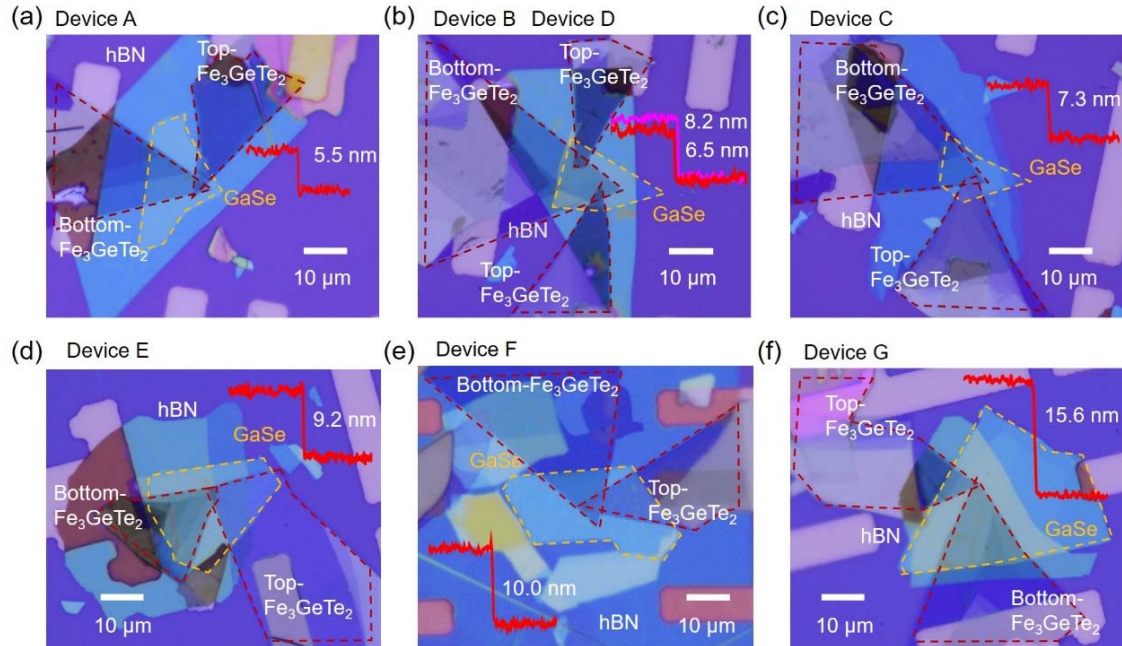 (a) Device A
hBN
Top-
Fe₃GeTe₂
5.5 nm
GaSe
Bottom-
Fe₃GeTe₂
10 µm
(b) Device B Device D
Top-
Fe₃GeTe₂
Bottom-
Fe₃GeTe₂
8.2 nm
6.5 nm
GaSe
hBN
Top-
Fe₃GeTe₂
10 µm
(c) Device C
Bottom-
Fe₃GeTe₂
7.3 nm
GaSe
hBN
Top-
Fe₃GeTe₂
10 µm
(d) Device E
hBN
9.2 nm
GaSe
Bottom-
Fe₃GeTe₂
Top-
Fe₃GeTe₂
10 µm
(e) Device F
Bottom-Fe₃GeTe₂
GaSe
Top-
Fe₃GeTe₂
10.0 nm
10 µm
hBN
(f) Device G
Top-
Fe₃GeTe₂
15.6 nm
hBN
GaSe
10 µm
Bottom-
Fe₃GeTe₂